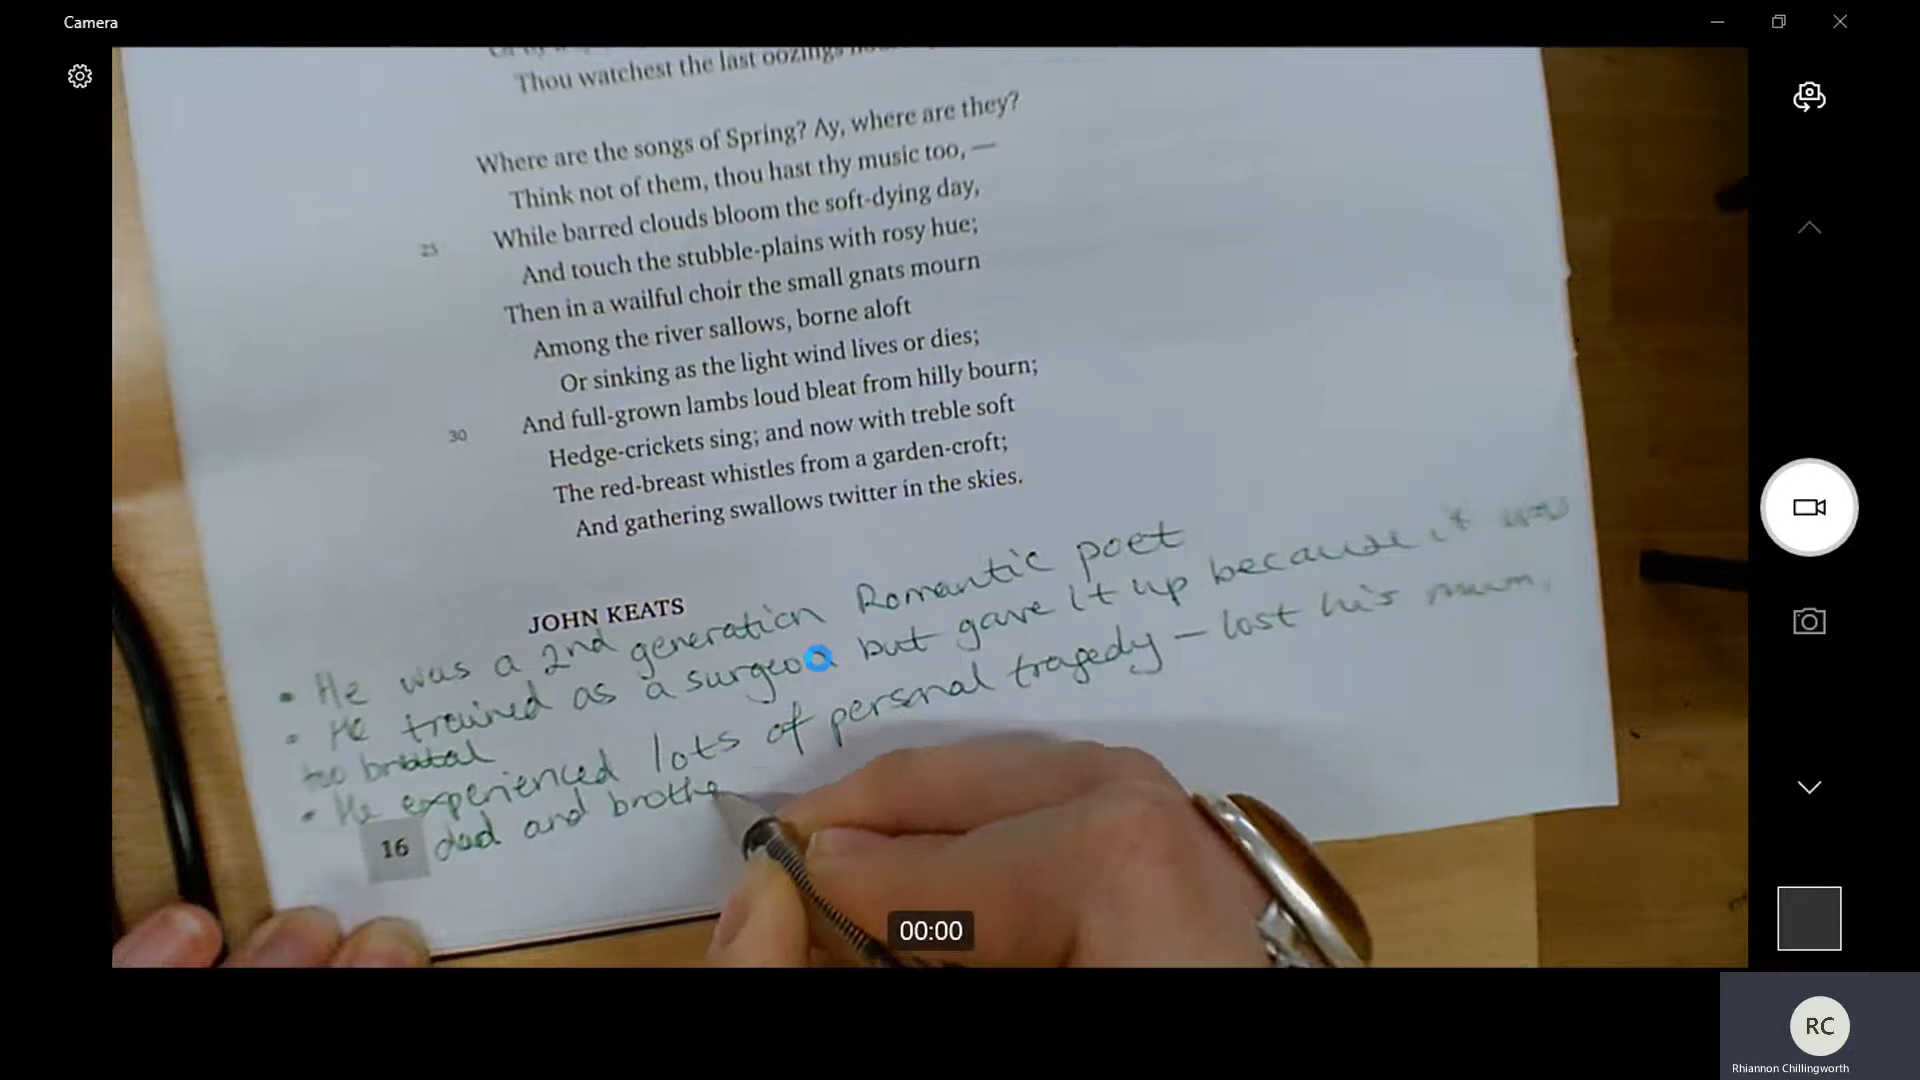 Camera
Thou watchest the last oozings
Where are the songs of Spring? Ay, where are they?
Think not of them, thou hast thy music too, —
25 While barred clouds bloom the soft-dying day,
And touch the stubble-plains with rosy hue;
Then in a wailful choir the small gnats mourn
Among the river sallows, borne aloft
Or sinking as the light wind lives or dies;
30 And full-grown lambs loud bleat from hilly bourn;
Hedge-crickets sing; and now with treble soft
The red-breast whistles from a garden-croft;
And gathering swallows twitter in the skies.
JOHN KEATS
• He was a 2nd generation Romantic poet
• He trained as a surgeon but gave it up because it was
too brutal
• He experienced lots of personal tragedy – lost his mum,
16 dad and brothe
00:00
RC
Rhiannon Chillingworth